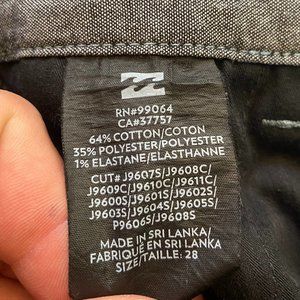 RN#99064
CA#37757
64% COTTON/COTON
35% POLYESTER/POLYESTER
1% ELASTANE/ELASTHANNE
CUT# J9607S/J9608C/
J9609C/J9610C/J9611C/
J9600S/J9601S/J9602S/
J9603S/J9604S/J9605S/
P9606S/J9608S
MADE IN SRI LANKA/
FABRIQUÉ EN SRI LANKA
SIZE/TAILLE: 28